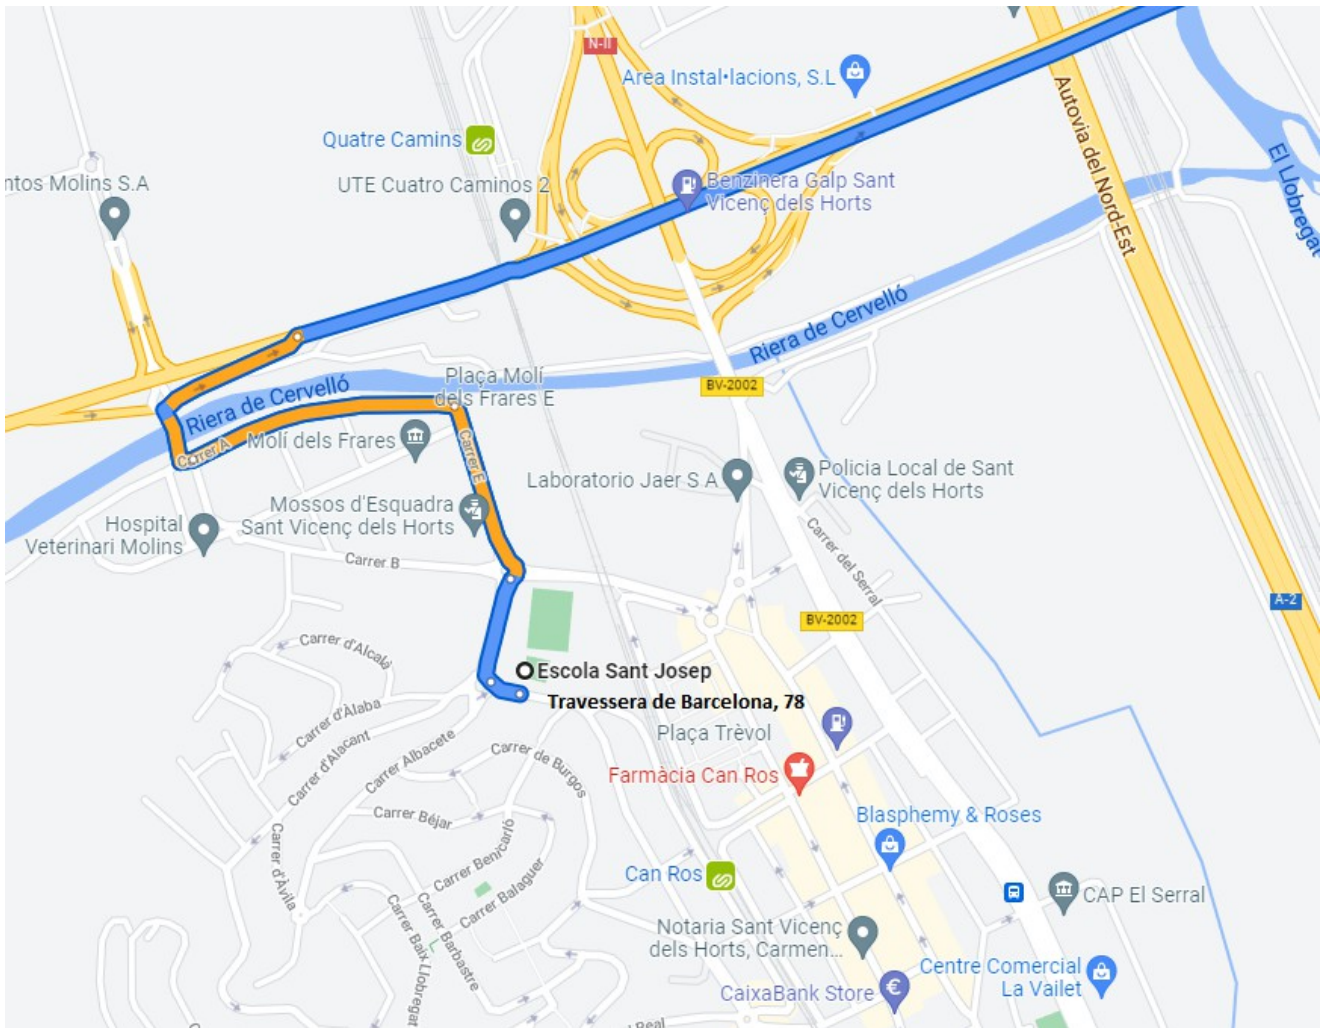 N-II
Area Instal•lacions, S.L
Quatre Camins
ntos Molins S.A
UTE Cuatro Caminos 2
Benzinera Galp Sant
Vicenç dels Horts
Autovia del Nord-Est
El Llobregat
Riera de Cervelló
Riera de Cervelló
Plaça Molí
dels Frares E
BV-2002
Carrer A
Molí dels Frares
Carrer E
Laboratorio Jaer S A
Policia Local de Sant
Vicenç dels Horts
Mossos d'Esquadra
Sant Vicenç dels Horts
Hospital
Veterinari Molins
Carrer B
Carrer del Serral
A-2
BV-2002
Carrer d'Alcalà
Escola Sant Josep
Travessera de Barcelona, 78
Carrer d'Àlaba
Carrer d'Alacant
Carrer Albacete
Carrer de Burgos
Plaça Trèvol
Farmàcia Can Ros
Carrer Béjar
Blasphemy & Roses
Carrer d'Àvila
Carrer Benicarló
Carrer Balaguer
Can Ros
CAP El Serral
Carrer Barbastre
Carrer Baix Llobregat
Notaria Sant Vicenç
dels Horts, Carmen...
Centre Comercial
La Vailet
CaixaBank Store
Real